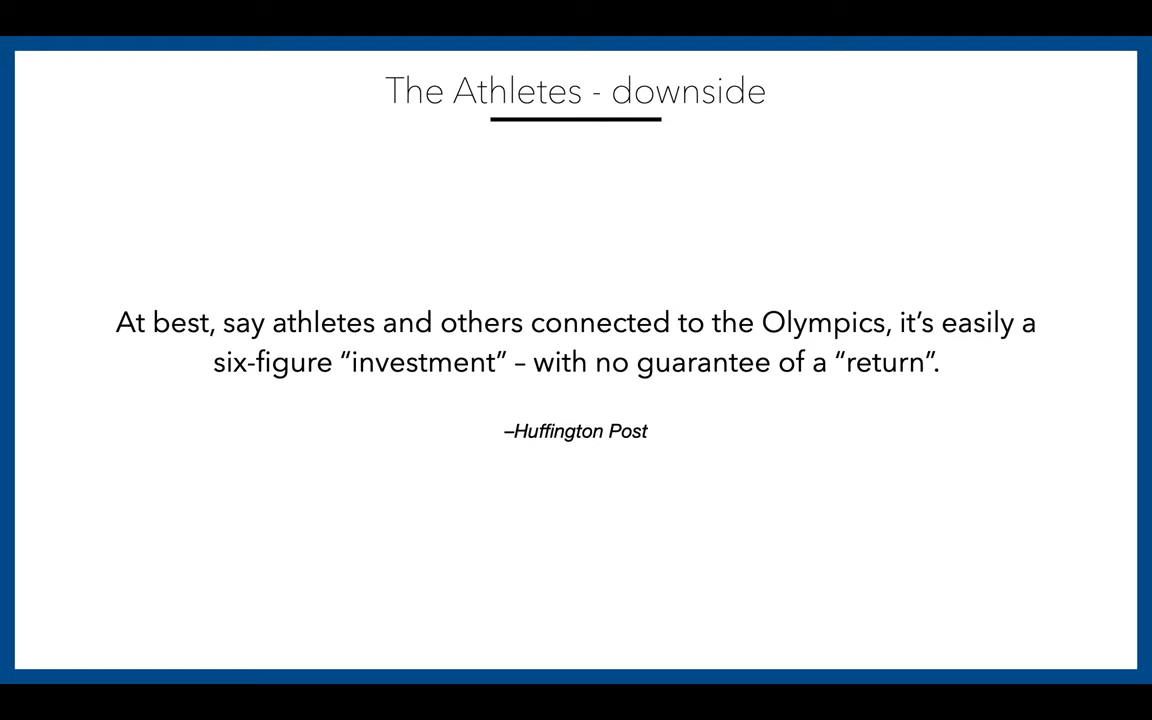 The Athletes - downside
At best, say athletes and others connected to the Olympics, it’s easily a
six-figure “investment” – with no guarantee of a “return”.
–Huffington Post